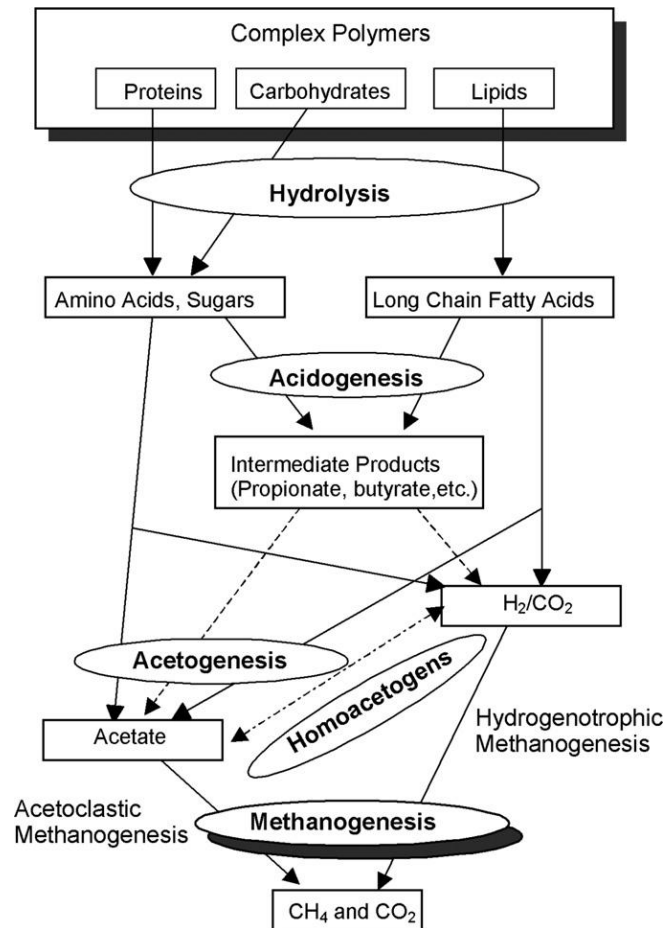 Complex Polymers
Proteins
Carbohydrates
Lipids
Hydrolysis
Amino Acids, Sugars
Long Chain Fatty Acids
Acidogenesis
Intermediate Products
(Propionate, butyrate,etc.)
H₂/CO₂
Acetogenesis
Homoacetogens
Acetate
Hydrogenotrophic
Methanogenesis
Acetoclastic
Methanogenesis
Methanogenesis
CH₄ and CO₂